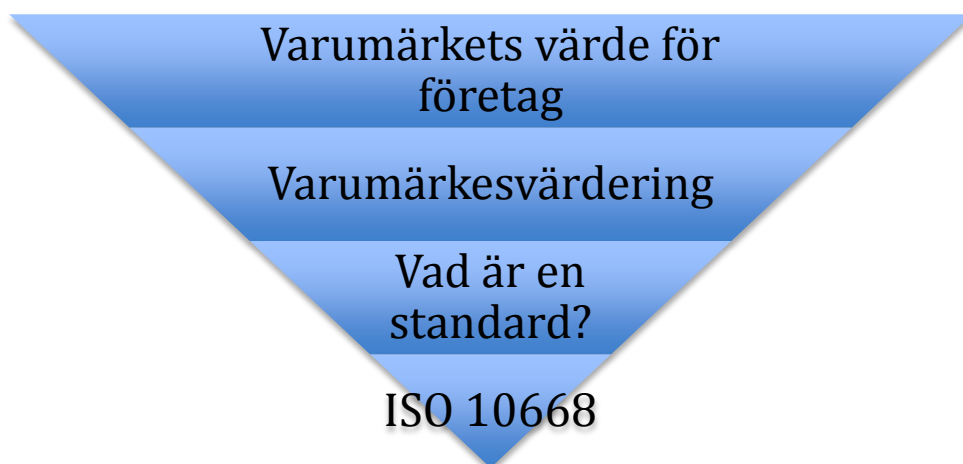 Varumärkets värde för
företag
Varumärkesvärdering
Vad är en
standard?
ISO 10668